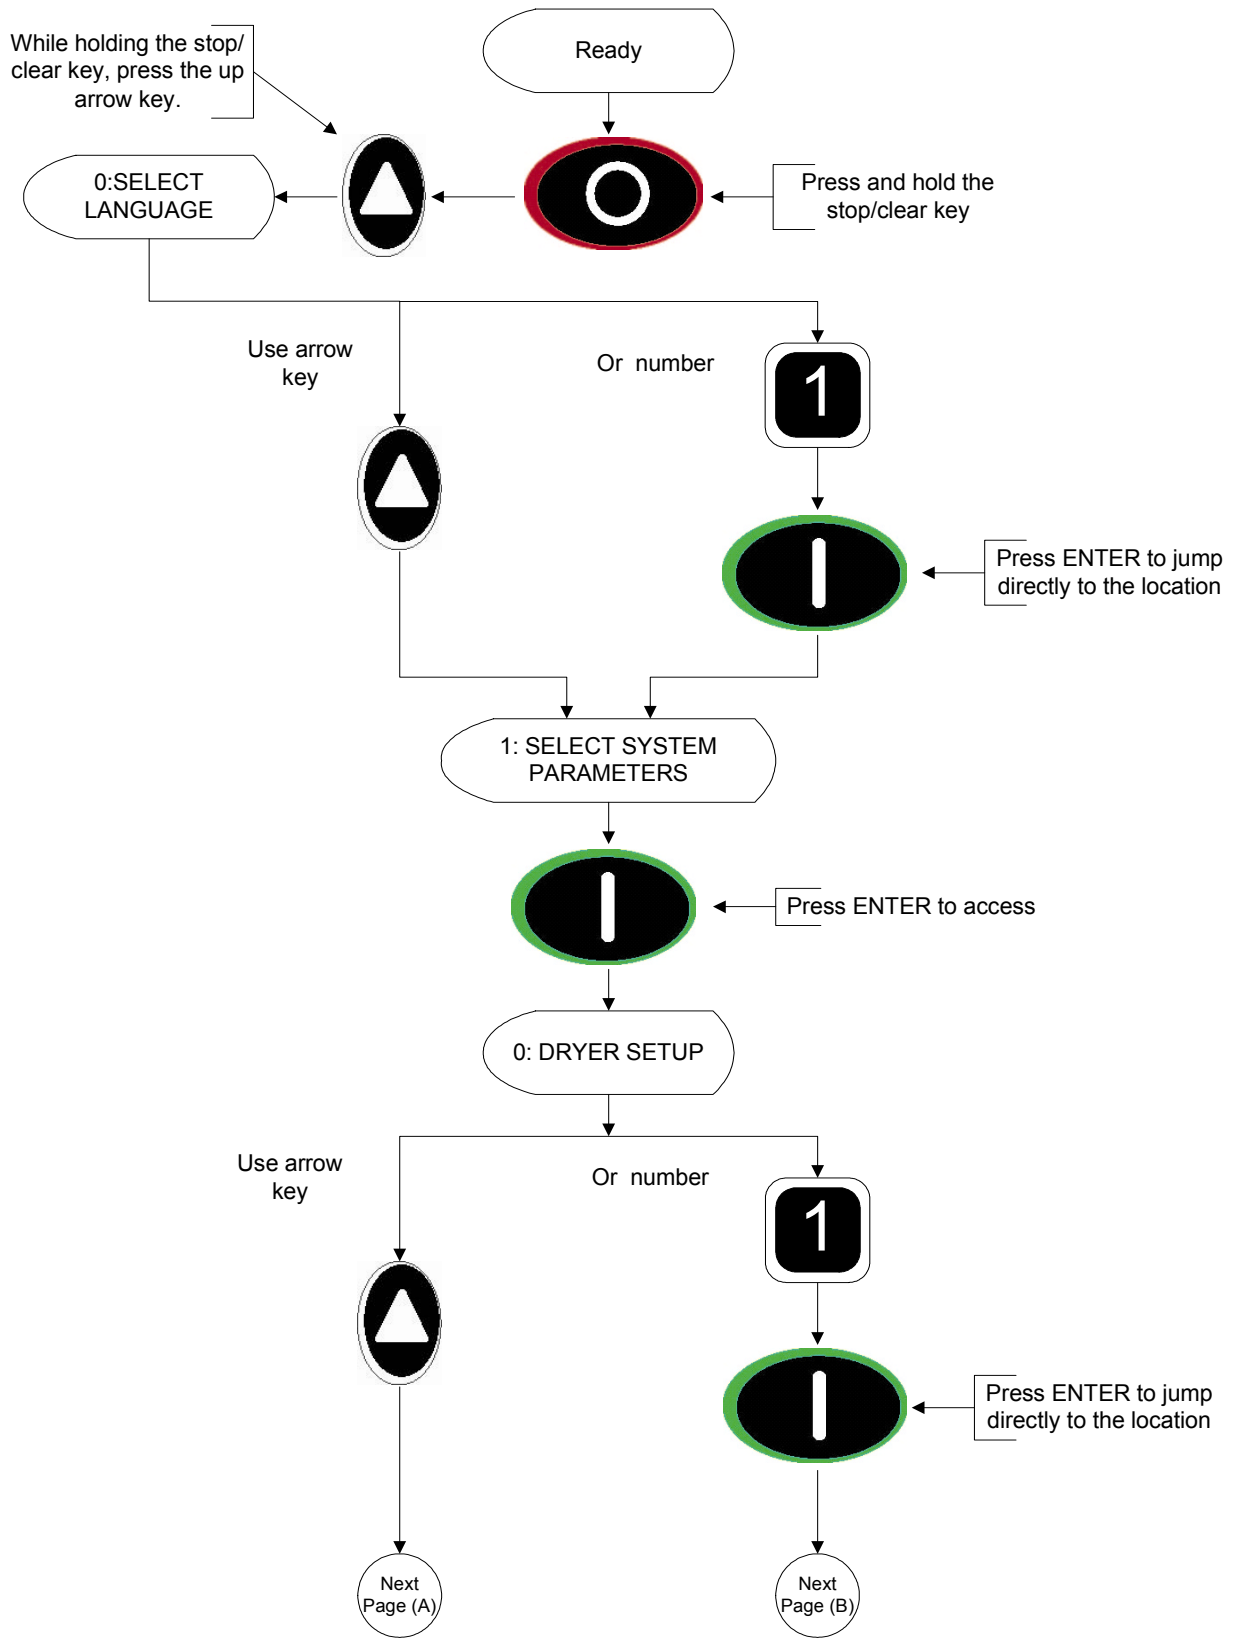 While holding the stop/
clear key, press the up
arrow key.
Ready
0:SELECT
LANGUAGE
Press and hold the
stop/clear key
Use arrow
key
Or number
1
Press ENTER to jump
directly to the location
1: SELECT SYSTEM
PARAMETERS
Press ENTER to access
0: DRYER SETUP
Use arrow
key
Or number
1
Press ENTER to jump
directly to the location
Next
Page (A)
Next
Page (B)